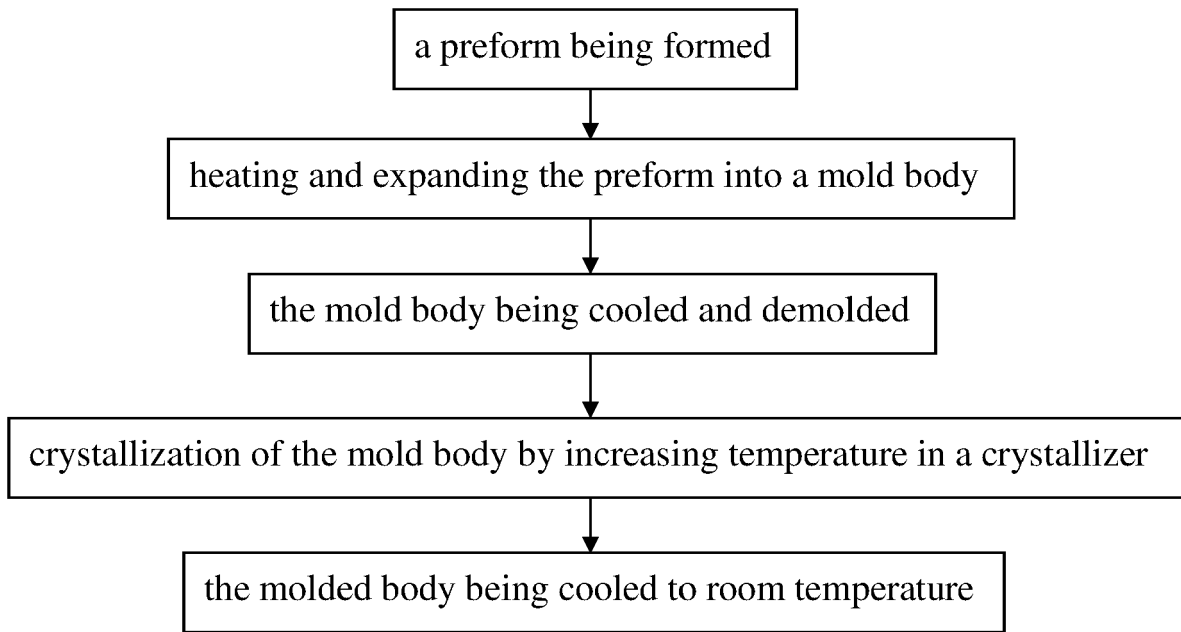 a preform being formed
heating and expanding the preform into a mold body
the mold body being cooled and demolded
crystallization of the mold body by increasing temperature in a crystallizer
the molded body being cooled to room temperature